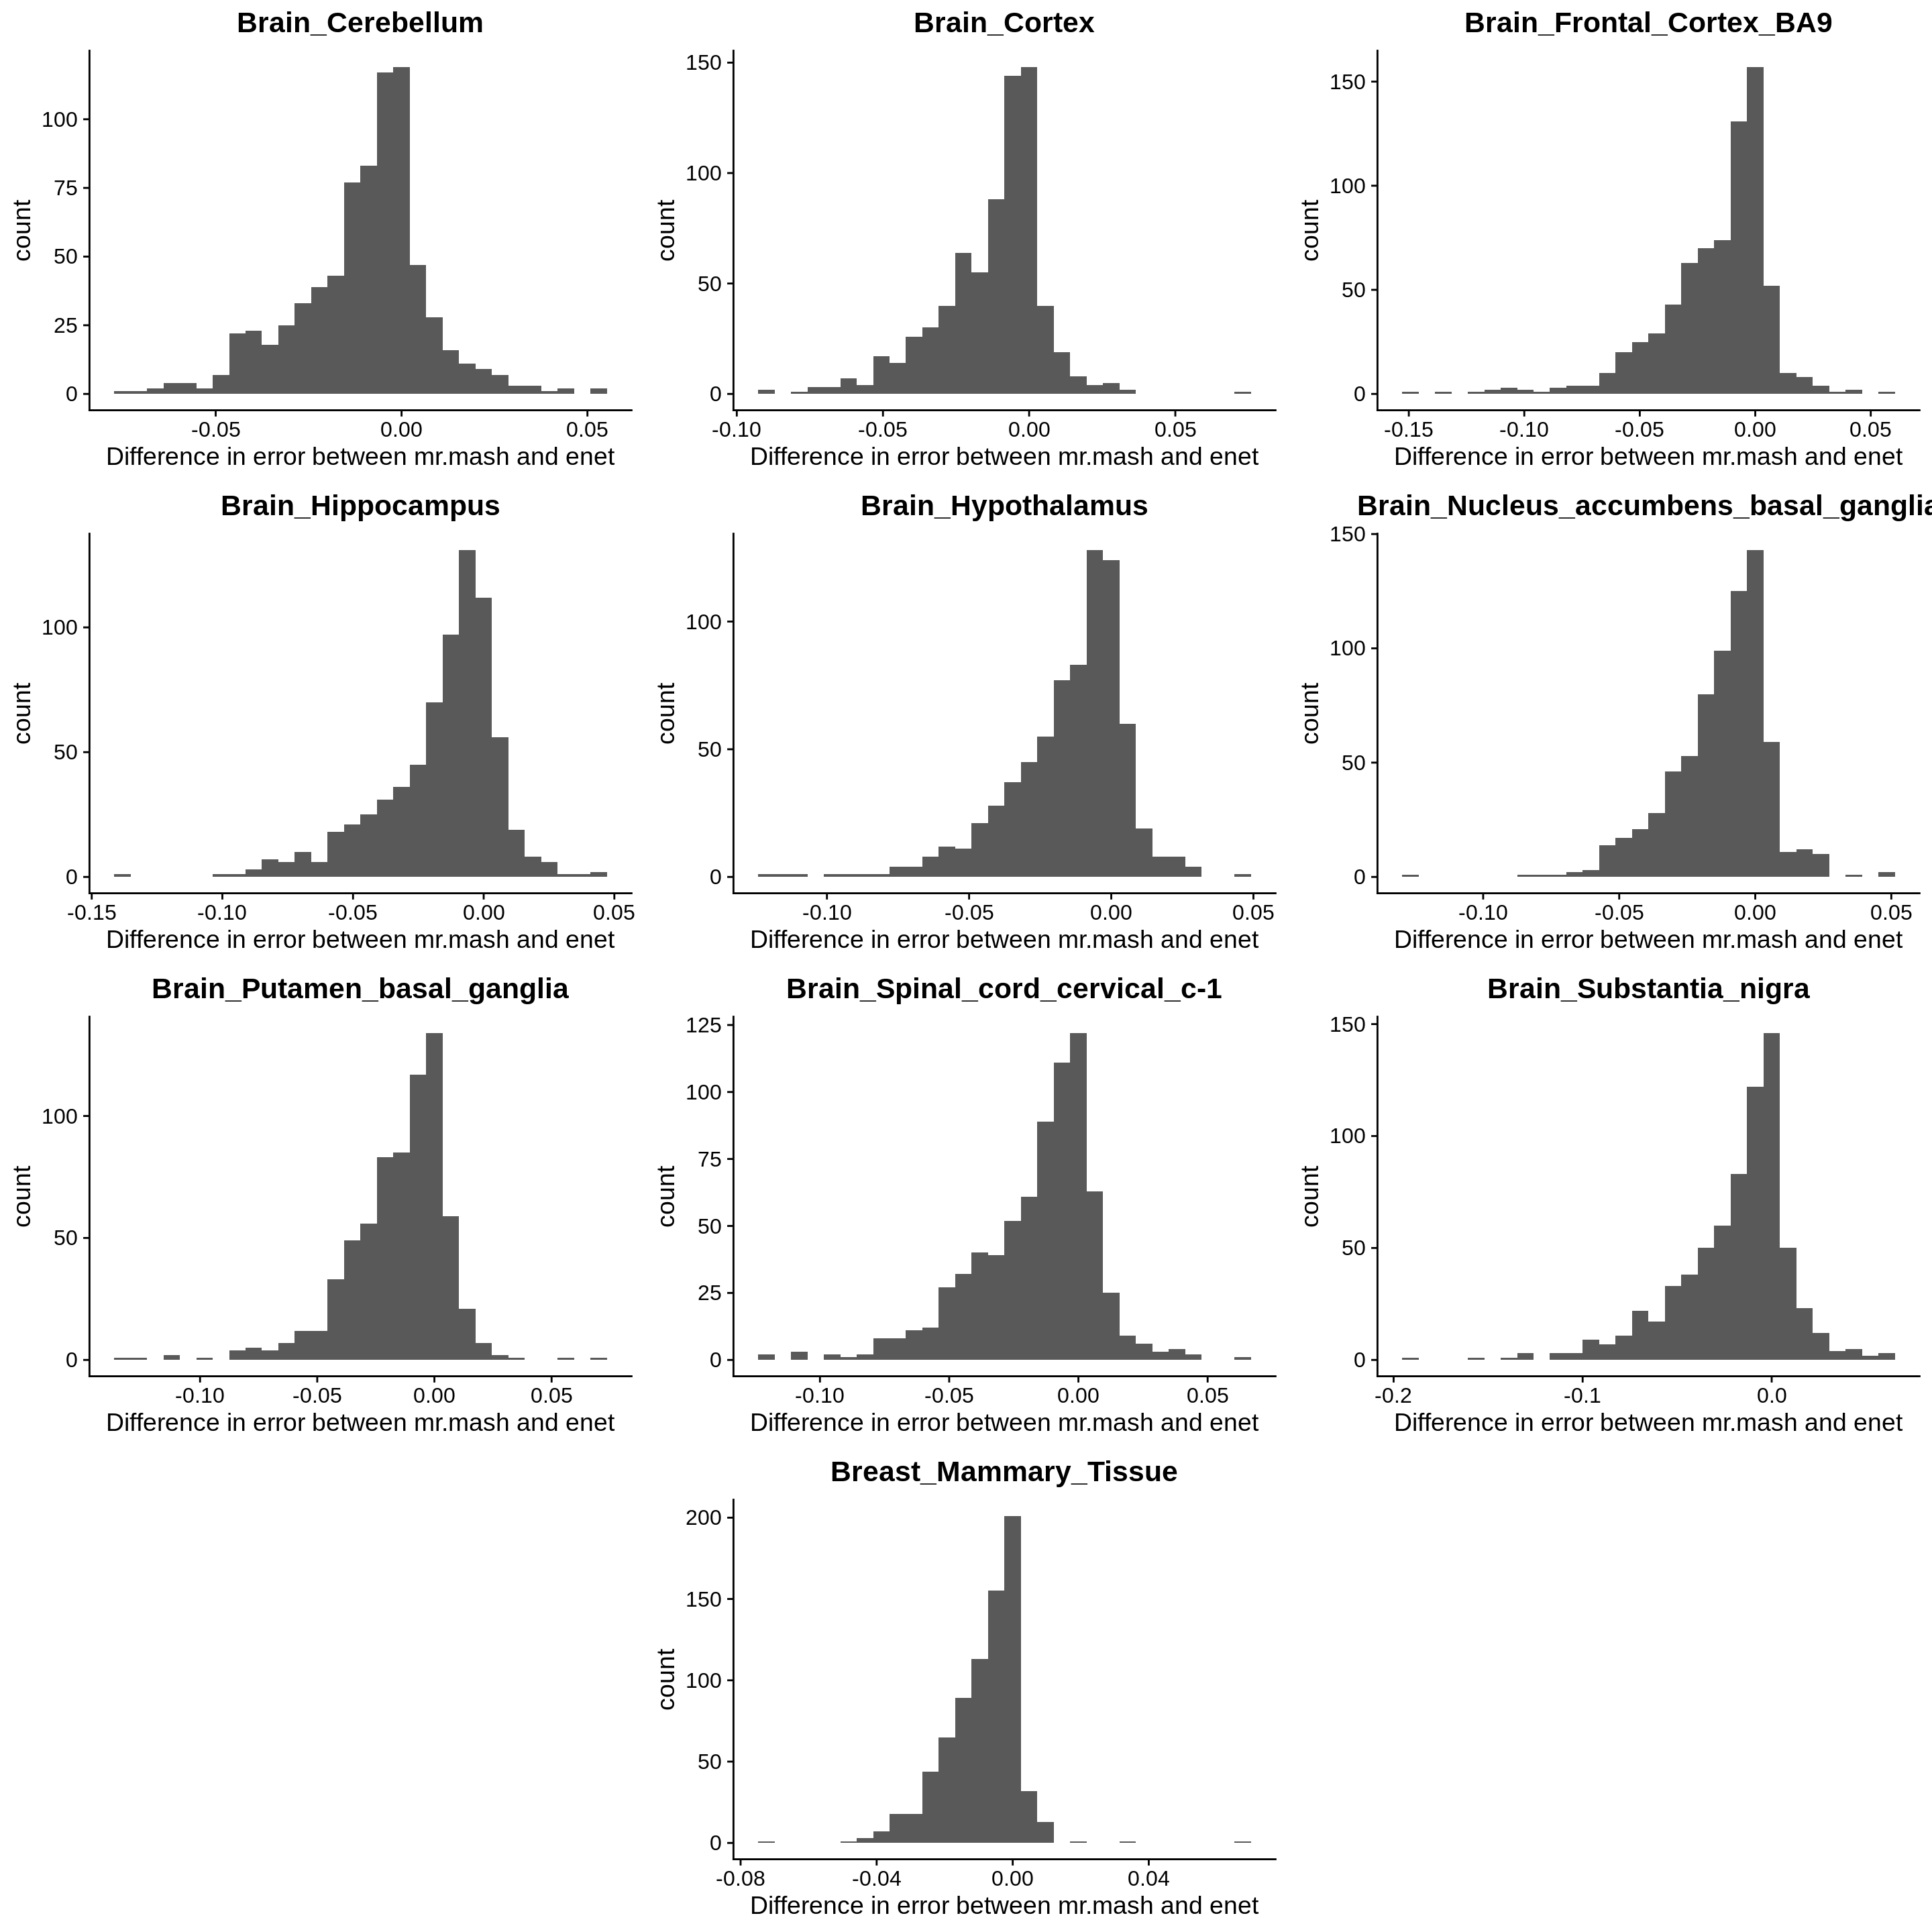 Brain_Cerebellum
count
100
75
50
25
0
-0.05 0.00 0.05
Difference in error between mr.mash and enet
Brain_Cortex
count
150
100
50
0
-0.10 -0.05 0.00 0.05
Difference in error between mr.mash and enet
Brain_Frontal_Cortex_BA9
count
150
100
50
0
-0.15 -0.10 -0.05 0.00 0.05
Difference in error between mr.mash and enet
Brain_Hippocampus
count
100
50
0
-0.15 -0.10 -0.05 0.00 0.05
Difference in error between mr.mash and enet
Brain_Hypothalamus
count
100
50
0
-0.10 -0.05 0.00 0.05
Difference in error between mr.mash and enet
Brain_Nucleus_accumbens_basal_ganglia
count
150
100
50
0
-0.10 -0.05 0.00 0.05
Difference in error between mr.mash and enet
Brain_Putamen_basal_ganglia
count
100
50
0
-0.10 -0.05 0.00 0.05
Difference in error between mr.mash and enet
Brain_Spinal_cord_cervical_c-1
count
125
100
75
50
25
0
-0.10 -0.05 0.00 0.05
Difference in error between mr.mash and enet
Brain_Substantia_nigra
count
150
100
50
0
-0.2 -0.1 0.0
Difference in error between mr.mash and enet
Breast_Mammary_Tissue
count
200
150
100
50
0
-0.08 -0.04 0.00 0.04
Difference in error between mr.mash and enet